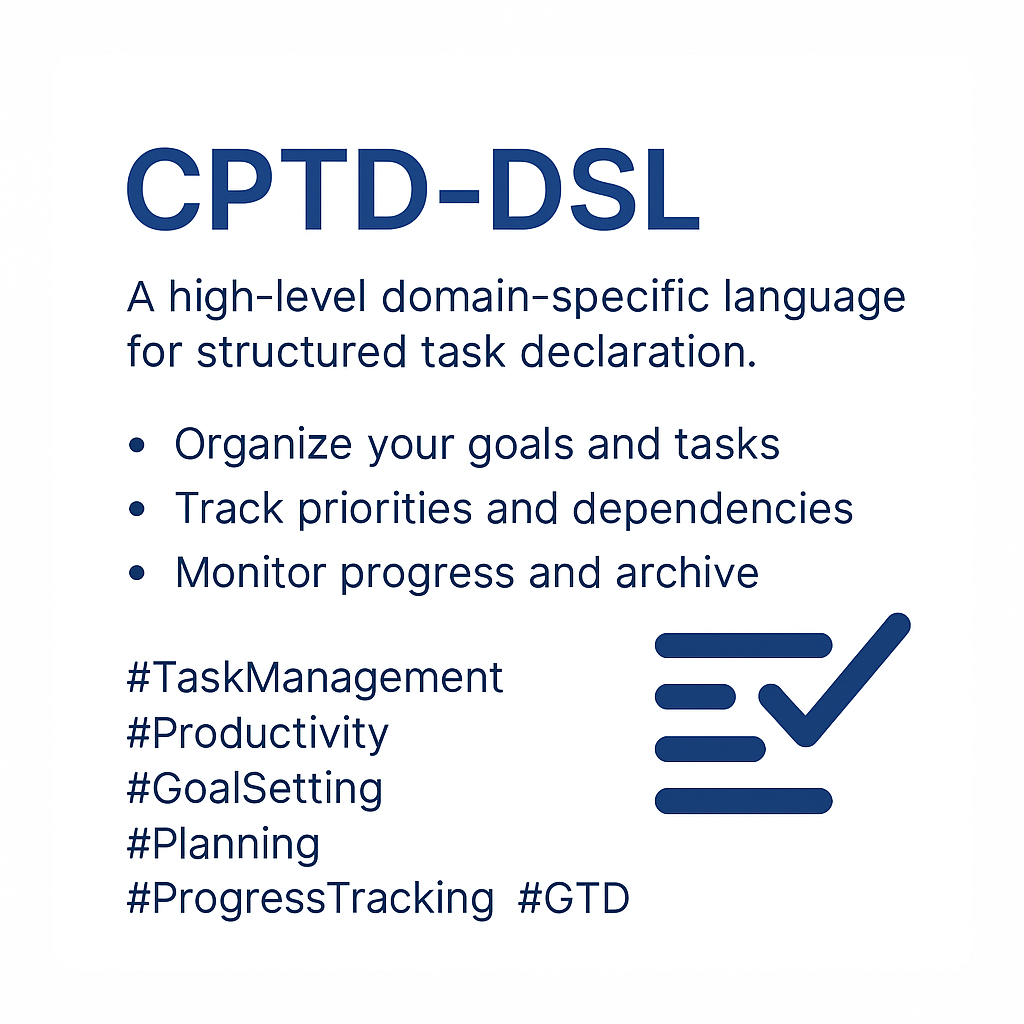 CPTD-DSL
A high-level domain-specific language
for structured task declaration.
• Organize your goals and tasks
• Track priorities and dependencies
• Monitor progress and archive
#TaskManagement
#Productivity
#GoalSetting
#Planning
#ProgressTracking #GTD